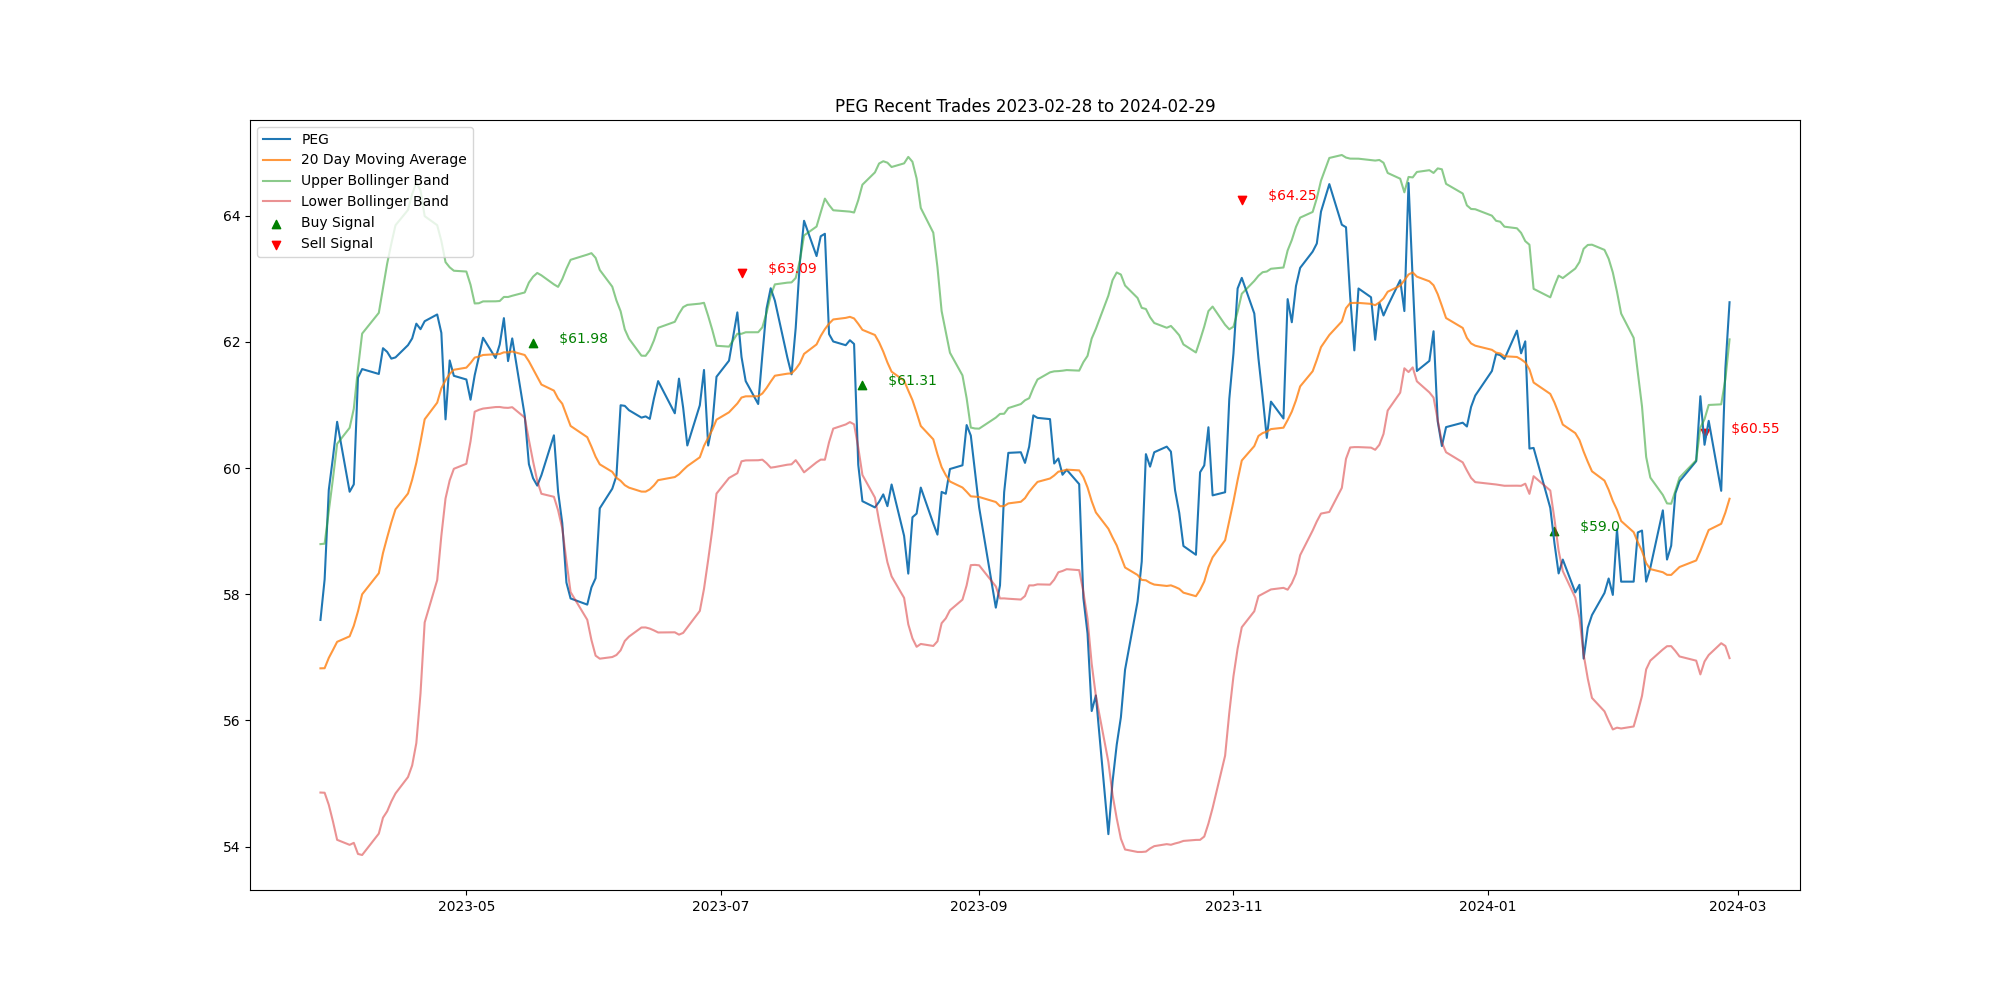 PEG Recent Trades 2023-02-28 to 2024-02-29
PEG
20 Day Moving Average
Upper Bollinger Band
Lower Bollinger Band
Buy Signal
Sell Signal
64
62
60
58
56
54
$61.98
$63.09
$61.31
$64.25
$59.0
$60.55
2023-05
2023-07
2023-09
2023-11
2024-01
2024-03